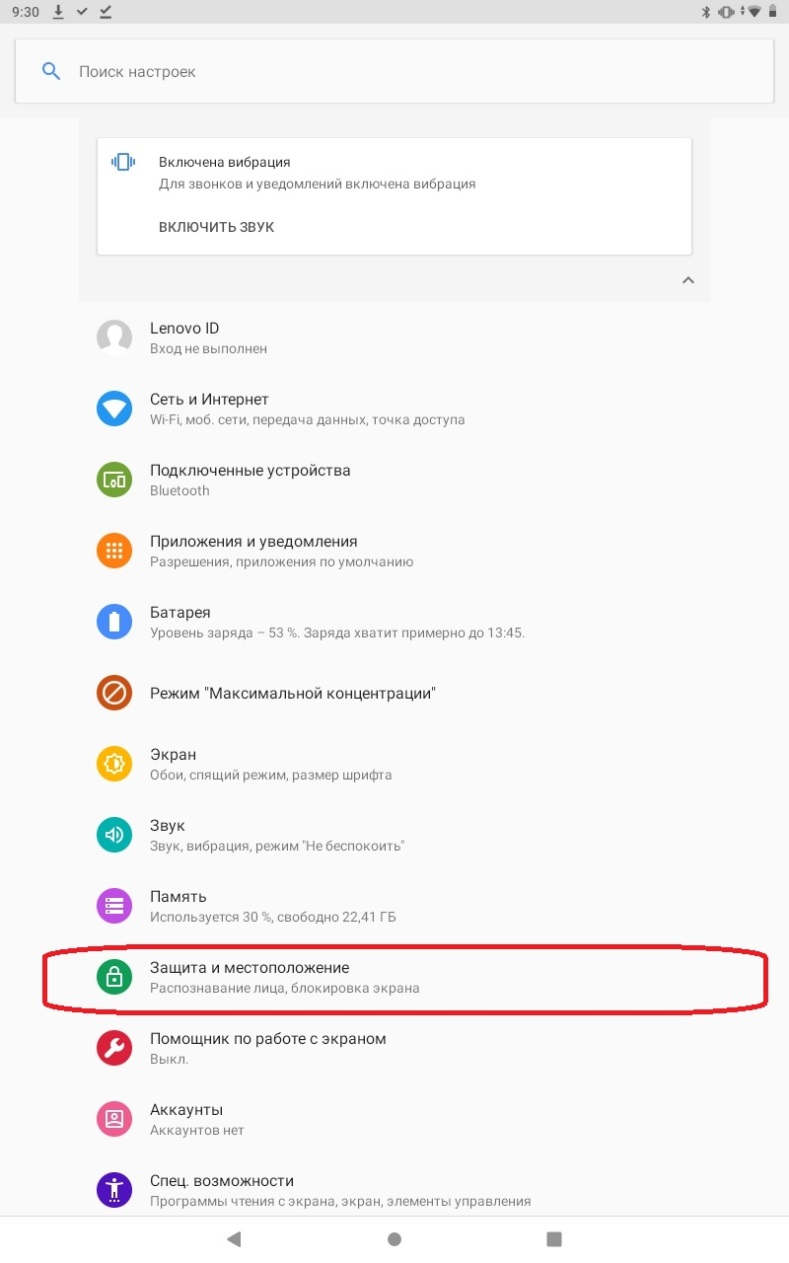 9:30
Поиск настроек
Включена вибрация
Для звонков и уведомлений включена вибрация
ВКЛЮЧИТЬ ЗВУК
Lenovo ID
Вход не выполнен
Сеть и Интернет
Wi-Fi, моб. сети, передача данных, точка доступа
Подключенные устройства
Bluetooth
Приложения и уведомления
Разрешения, приложения по умолчанию
Батарея
Уровень заряда – 53 %. Заряда хватит примерно до 13:45.
Режим "Максимальной концентрации"
Экран
Обои, спящий режим, размер шрифта
Звук
Звук, вибрация, режим "Не беспокоить"
Память
Используется 30 %, свободно 22,41 ГБ
Защита и местоположение
Распознавание лица, блокировка экрана
Помощник по работе с экраном
Выкл.
Аккаунты
Аккаунтов нет
Спец. возможности
Программы чтения с экрана, экран, элементы управления